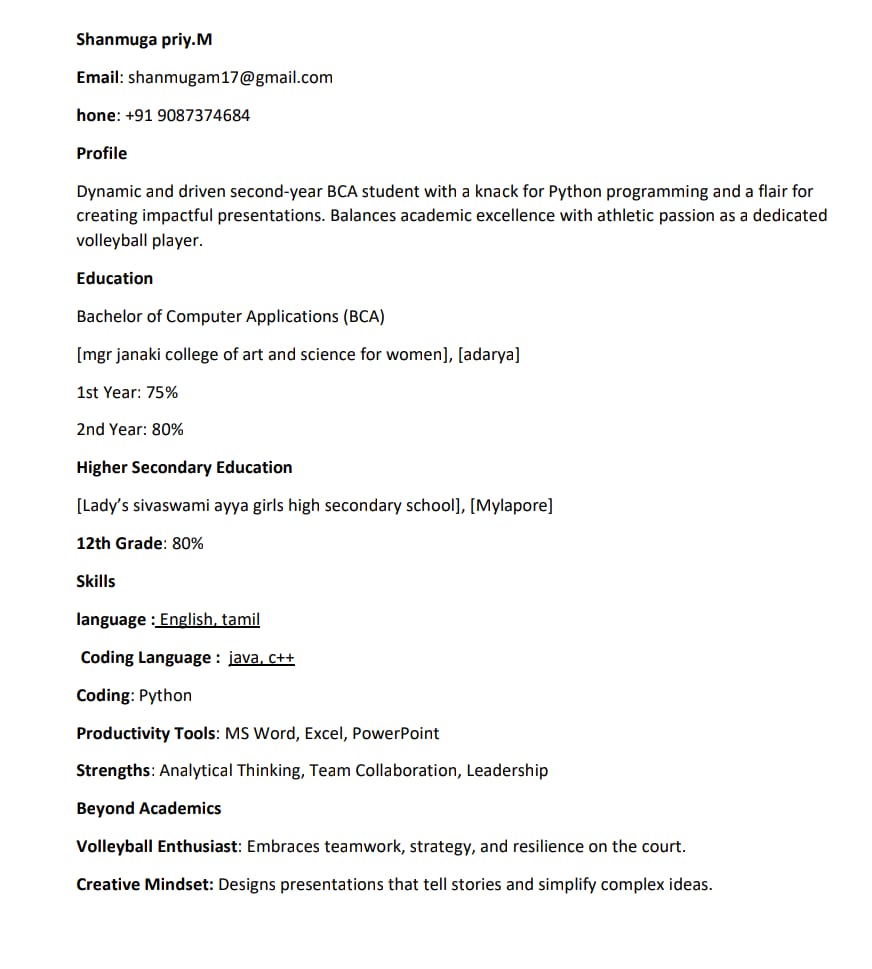 Shanmuga priy.M
Email: shanmugam17@gmail.com
hone: +91 9087374684
Profile
Dynamic and driven second-year BCA student with a knack for Python programming and a flair for
creating impactful presentations. Balances academic excellence with athletic passion as a dedicated
volleyball player.
Education
Bachelor of Computer Applications (BCA)
[mgr janaki college of art and science for women], [adarya]
1st Year: 75%
2nd Year: 80%
Higher Secondary Education
[Lady’s sivaswami ayya girls high secondary school], [Mylapore]
12th Grade: 80%
Skills
language : English, tamil
Coding Language : java, c++
Coding: Python
Productivity Tools: MS Word, Excel, PowerPoint
Strengths: Analytical Thinking, Team Collaboration, Leadership
Beyond Academics
Volleyball Enthusiast: Embraces teamwork, strategy, and resilience on the court.
Creative Mindset: Designs presentations that tell stories and simplify complex ideas.